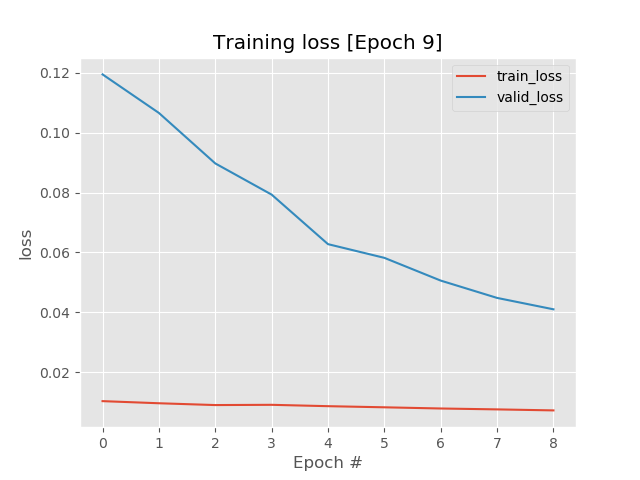 Training loss [Epoch 9]
train_loss
valid_loss
0.12
0.10
0.08
0.06
0.04
0.02
loss
0 1 2 3 4 5 6 7 8
Epoch #